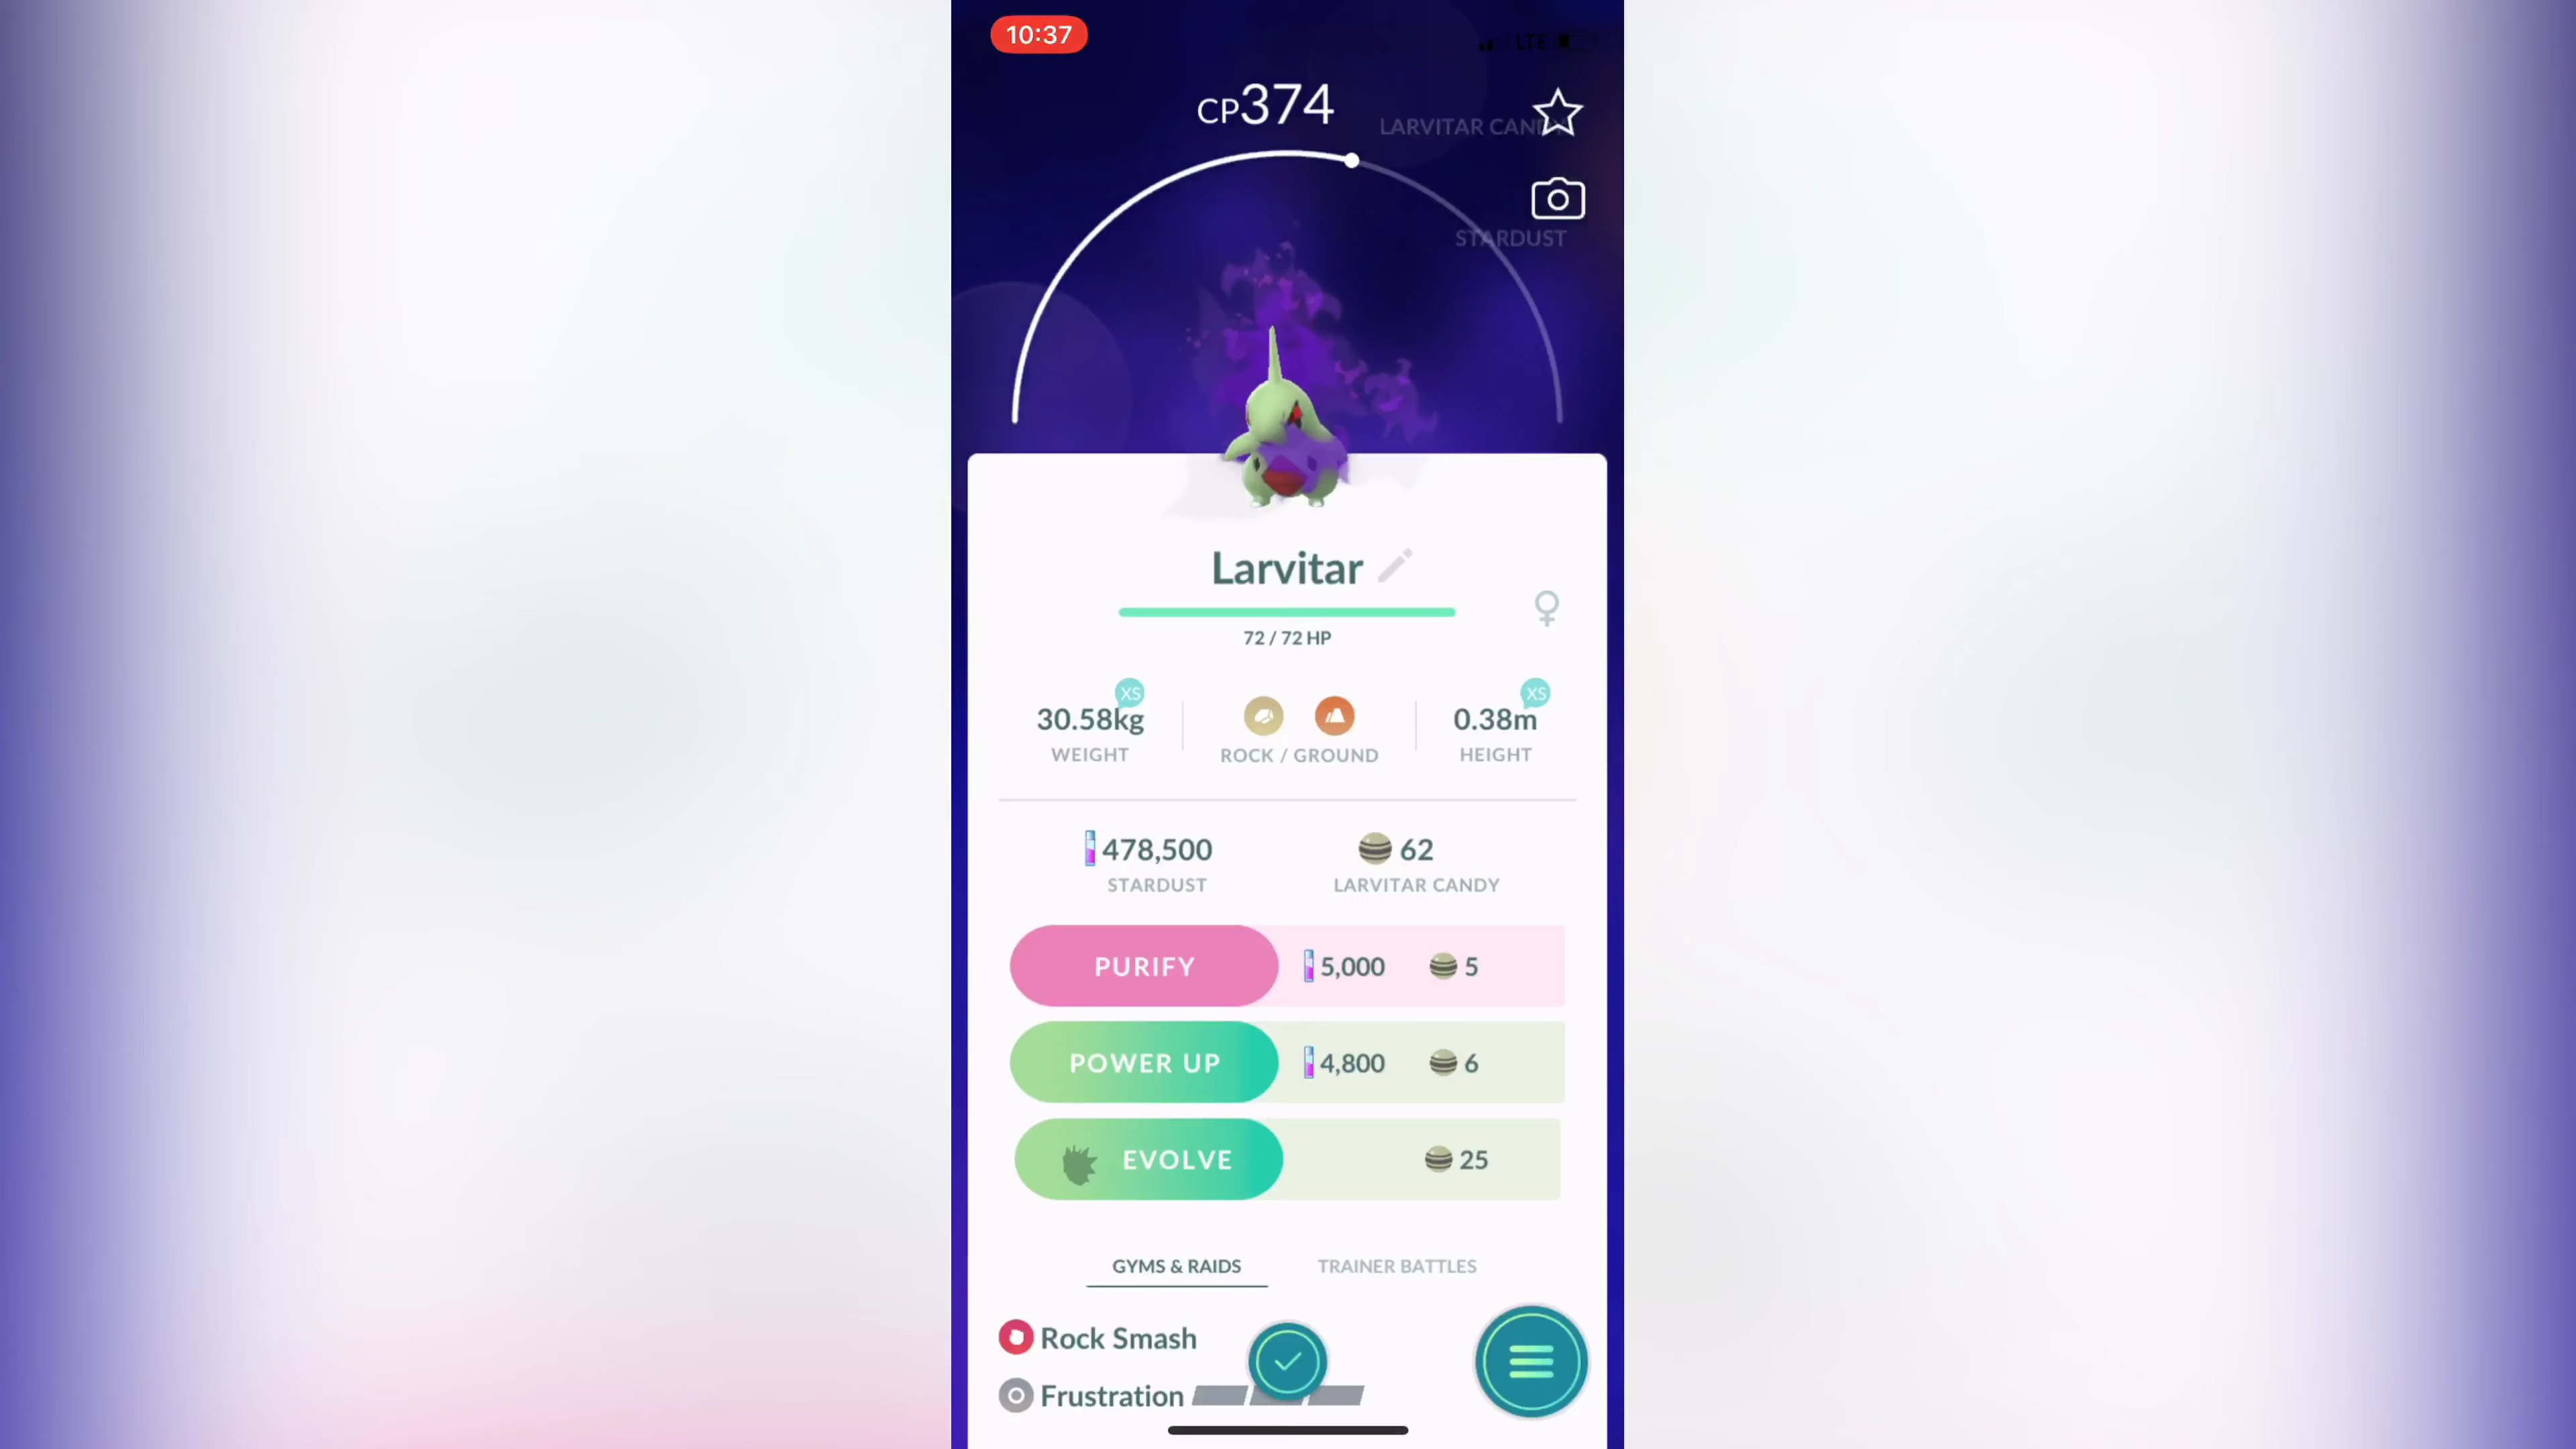 10:37
LTE
CP374
LARVITAR CANDY
STARDUST
Larvitar
72 / 72 HP
XS
XS
30.58kg
0.38m
WEIGHT
ROCK / GROUND
HEIGHT
478,500
62
STARDUST
LARVITAR CANDY
PURIFY
5,000
5
POWER UP
4,800
6
EVOLVE
25
GYMS & RAIDS
TRAINER BATTLES
Rock Smash
Frustration